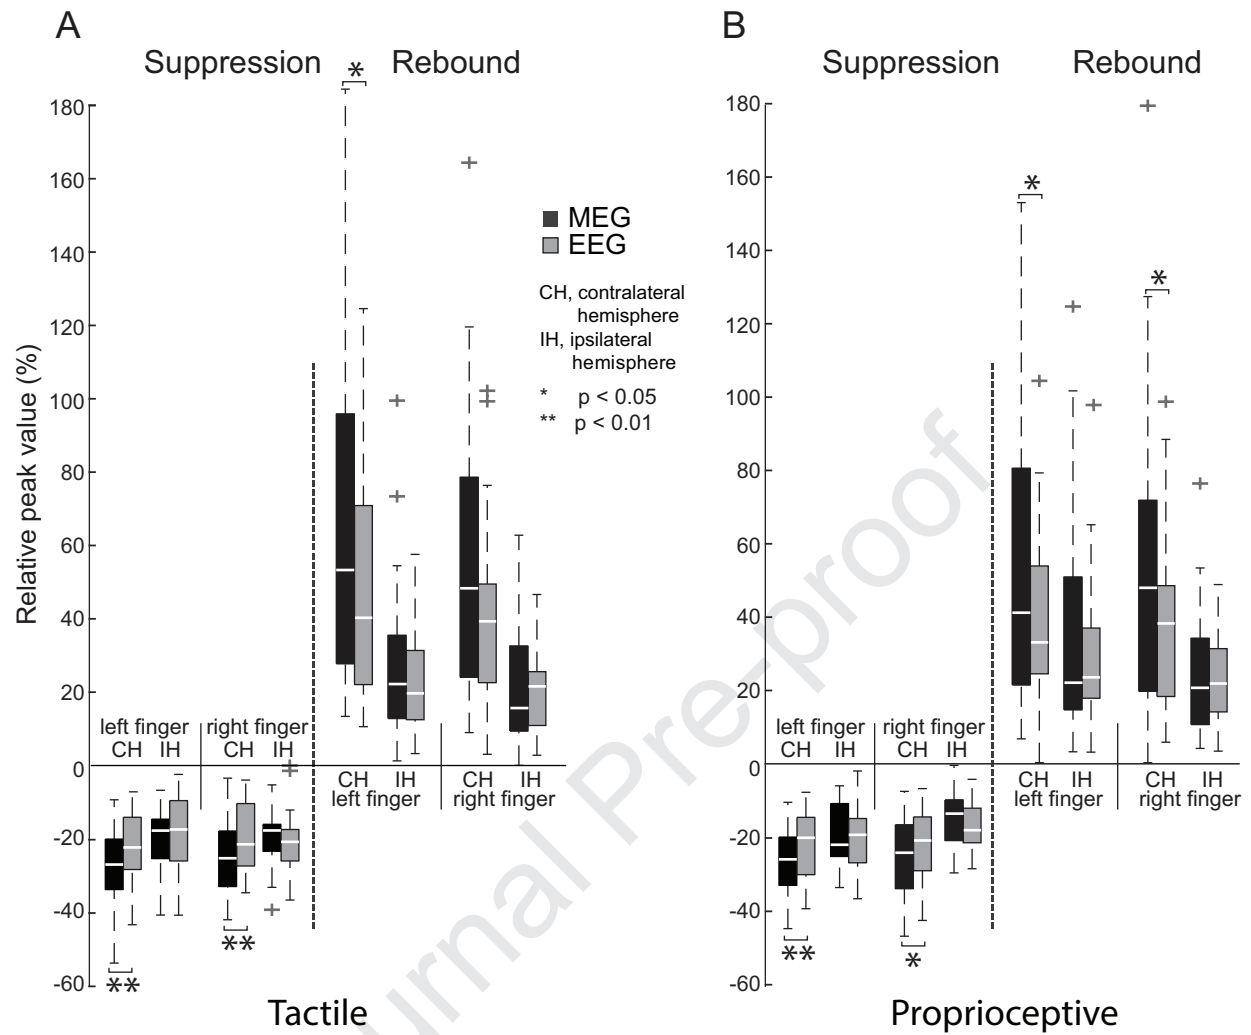 A
B
Suppression
*
Rebound
Suppression
Rebound
Relative peak value (%)
180
160
140
120
100
80
60
40
20
0
-20
-40
-60
MEG
EEG
CH, contralateral
hemisphere
IH, ipsilateral
hemisphere
* p < 0.05
** p < 0.01
left finger
right finger
CH IH
CH IH
CH IH
left finger
CH IH
right finger
**
**
Tactile
180
160
140
120
100
80
60
40
20
0
-20
-40
-60
*
*
left finger
right finger
CH IH
CH IH
CH IH
left finger
CH IH
right finger
**
*
Proprioceptive
urnal Pre-proof